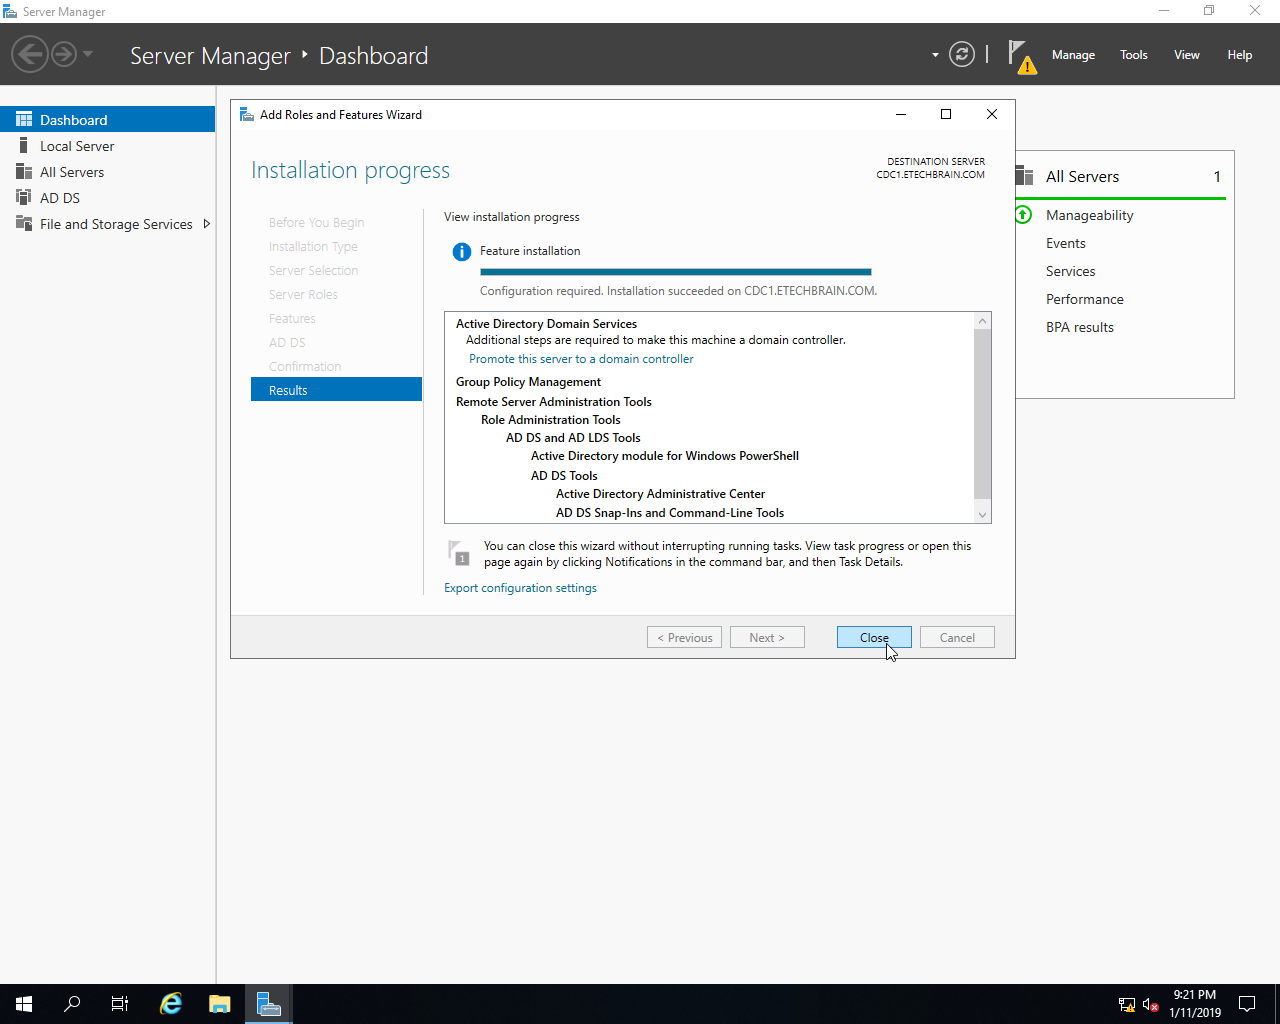 Server Manager
Server Manager ‣ Dashboard
Manage Tools View Help
Dashboard
Local Server
All Servers
AD DS
File and Storage Services
Add Roles and Features Wizard
Installation progress
DESTINATION SERVER
CDC1.ETECHBRAIN.COM
Before You Begin
Installation Type
Server Selection
Server Roles
Features
AD DS
Confirmation
Results
View installation progress
Feature installation
Configuration required. Installation succeeded on CDC1.ETECHBRAIN.COM.
Active Directory Domain Services
Additional steps are required to make this machine a domain controller.
Promote this server to a domain controller
Group Policy Management
Remote Server Administration Tools
Role Administration Tools
AD DS and AD LDS Tools
Active Directory module for Windows PowerShell
AD DS Tools
Active Directory Administrative Center
AD DS Snap-Ins and Command-Line Tools
1
You can close this wizard without interrupting running tasks. View task progress or open this
page again by clicking Notifications in the command bar, and then Task Details.
Export configuration settings
< Previous
Next >
Close
Cancel
All Servers 1
Manageability
Events
Services
Performance
BPA results
9:21 PM
1/11/2019